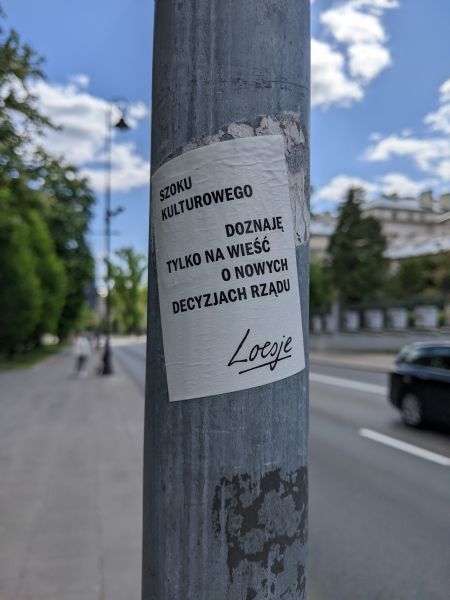 SZOKU
KULTUROWEGO
DOZNAJĘ
TYLKO NA WIEŚĆ
O NOWYCH
DECYZJACH RZĄDU
Loesje